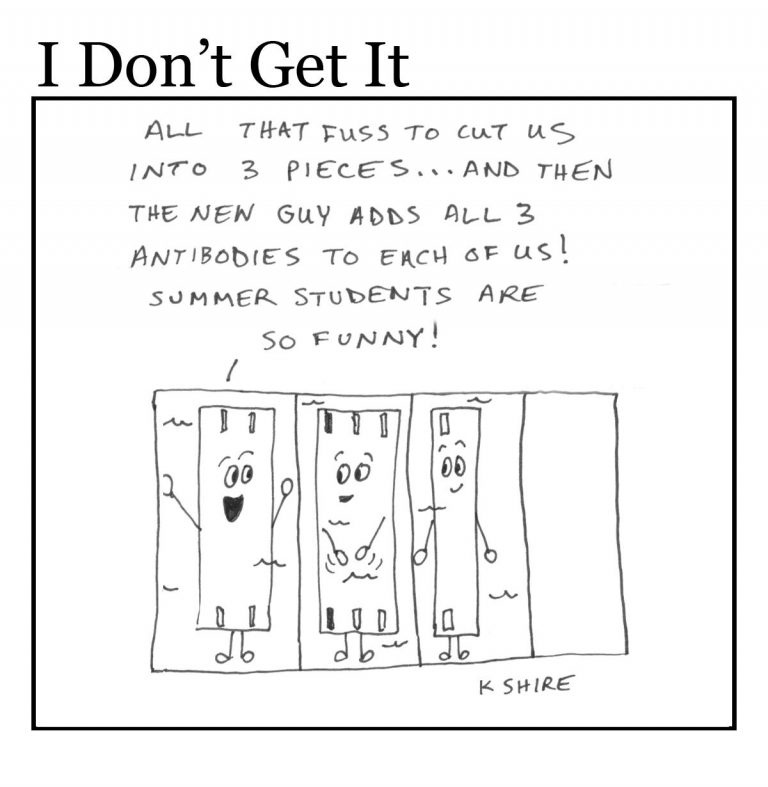 I Don't Get It
ALL THAT FUSS TO CUT US
INTO 3 PIECES... AND THEN
THE NEW GUY ADDS ALL 3
ANTIBODIES TO EACH OF US!
SUMMER STUDENTS ARE
SO FUNNY!
K SHIRE